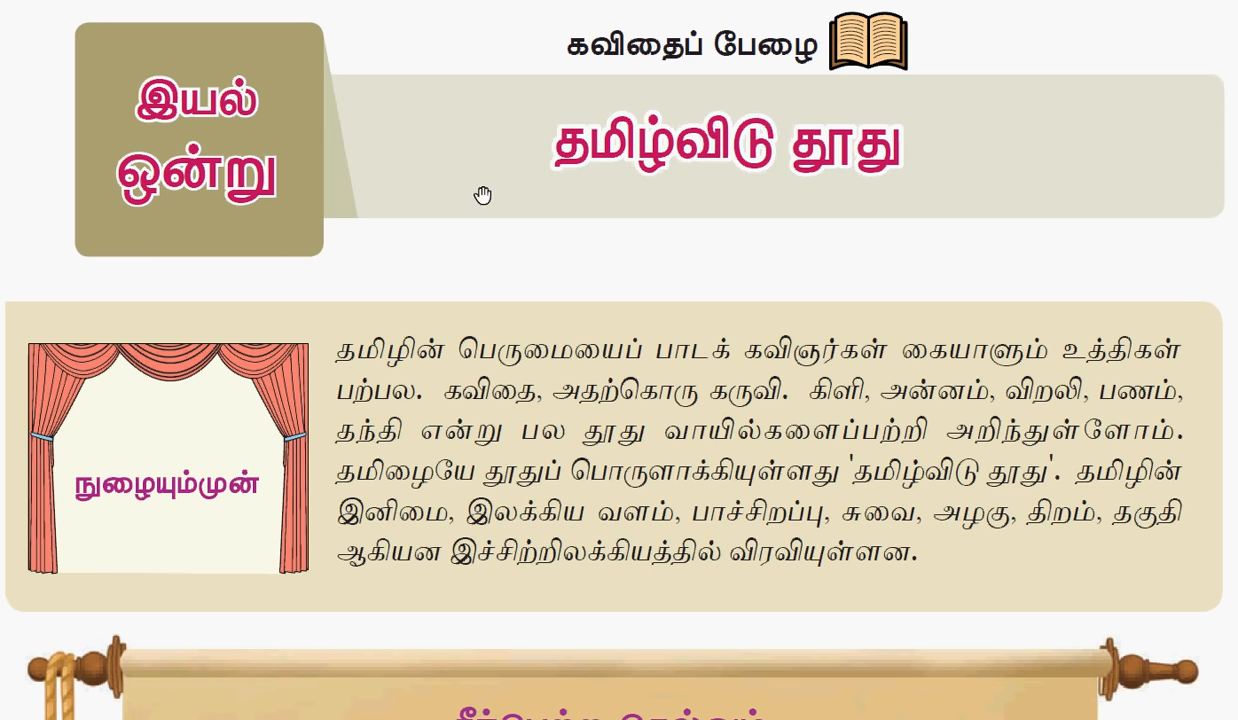 கவிதைப் பேழை
இயல்
ஒன்று
தமிழ்விடு தூது
நுழையும்முன்
தமிழின் பெருமையைப் பாடக் கவிஞர்கள் கையாளும் உத்திகள்
பற்பல. கவிதை, அதற்கொரு கருவி. கிளி, அன்னம், விறலி, பணம்,
தந்தி என்று பல தூது வாயில்களைப்பற்றி அறிந்துள்ளோம்.
தமிழையே தூதுப் பொருளாக்கியுள்ளது 'தமிழ்விடு தூது'. தமிழின்
இனிமை, இலக்கிய வளம், பாச்சிறப்பு, சுவை, அழகு, திறம், தகுதி
ஆகியன இச்சிற்றிலக்கியத்தில் விரவியுள்ளன.